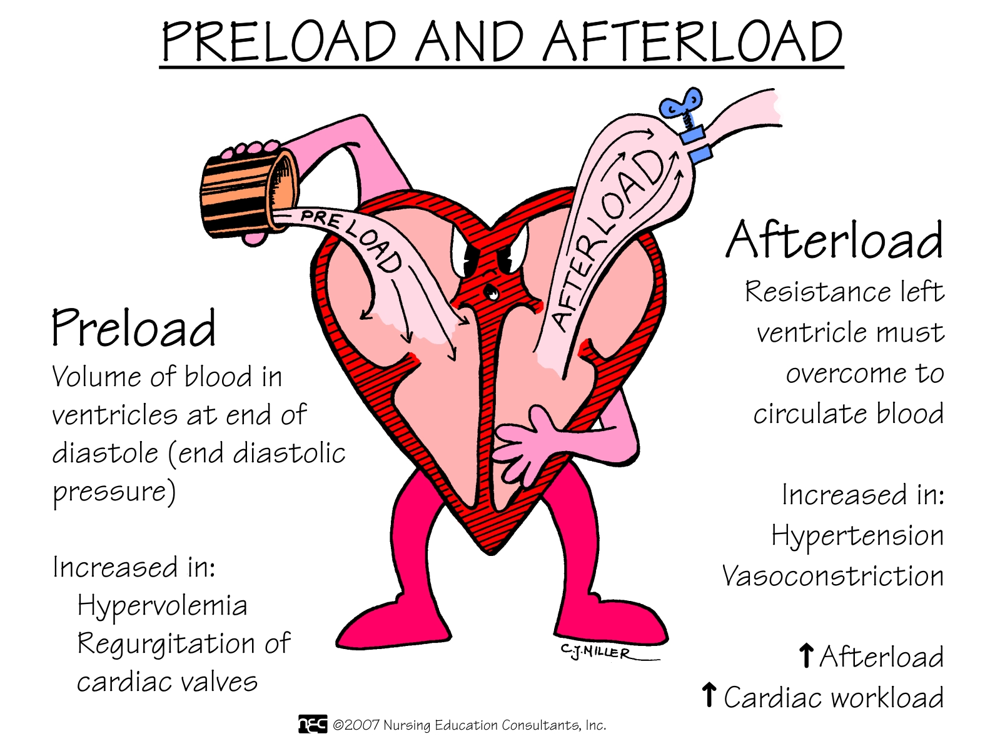 PRELOAD AND AFTERLOAD
PRELOAD
AFTERLOAD
Preload
Volume of blood in
ventricles at end of
diastole (end diastolic
pressure)
Increased in:
Hypervolemia
Regurgitation of
cardiac valves
Afterload
Resistance left
ventricle must
overcome to
circulate blood
Increased in:
Hypertension
Vasoconstriction
↑ Afterload
↑ Cardiac workload
C.J.MILLER
nec ©2007 Nursing Education Consultants, Inc.